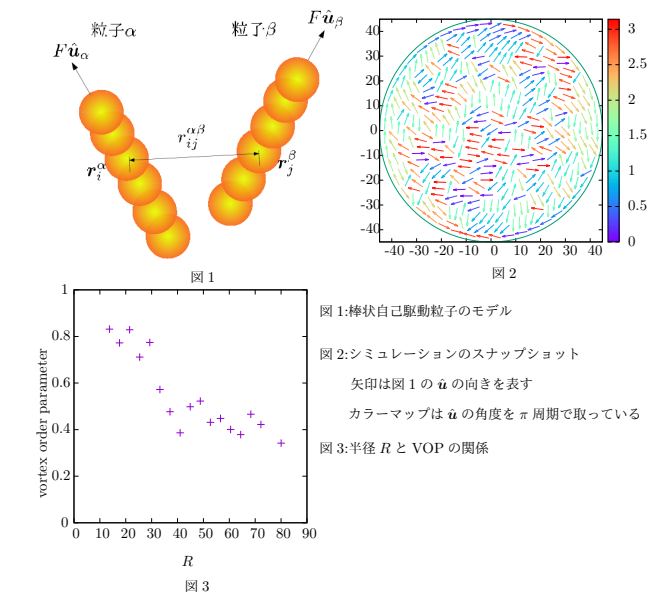 粒子α
Fû_α
粒子β
Fû_β
r_{ij}^{αβ}
r_i^α
r_j^β
図 1
40
30
20
10
0
-10
-20
-30
-40
-40 -30 -20 -10 0 10 20 30 40
3
2.5
2
1.5
1
0.5
0
図 2
vortex order parameter
1
0.8
0.6
0.4
0.2
0
0 10 20 30 40 50 60 70 80 90
R
図 3
図 1:棒状自己駆動粒子のモデル
図 2:シミュレーションのスナップショット
矢印は図 1 の û の向きを表す
カラーマップは û の角度を π 周期で取っている
図 3:半径 R と VOP の関係